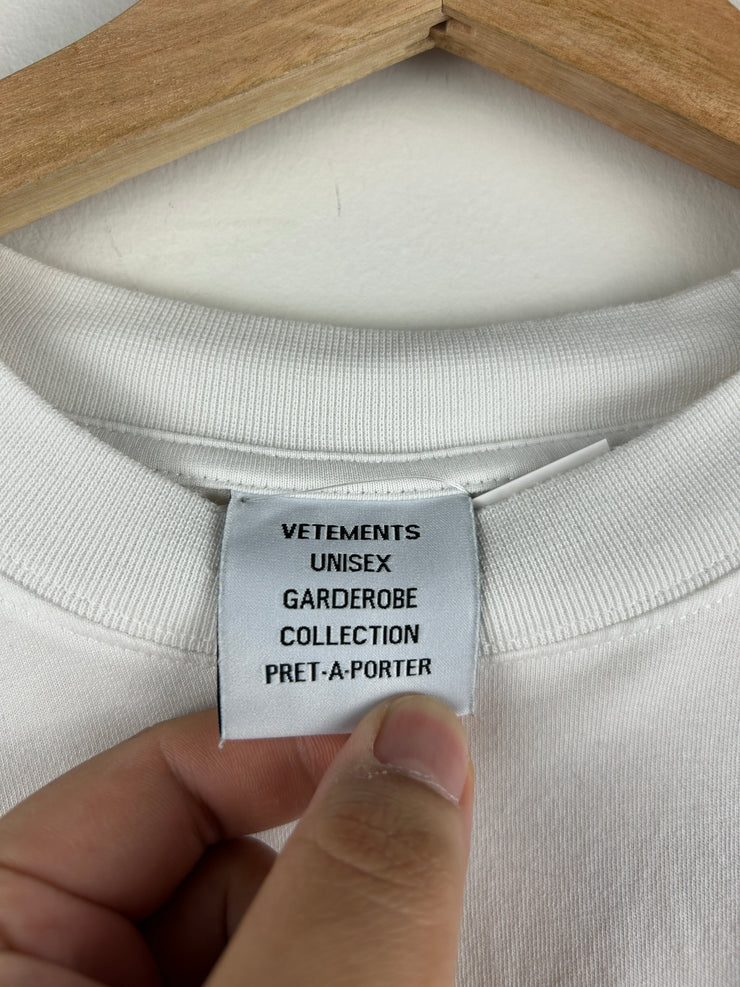 VETEMENTS
UNISEX
GARDEROBE
COLLECTION
PRET-A-PORTER